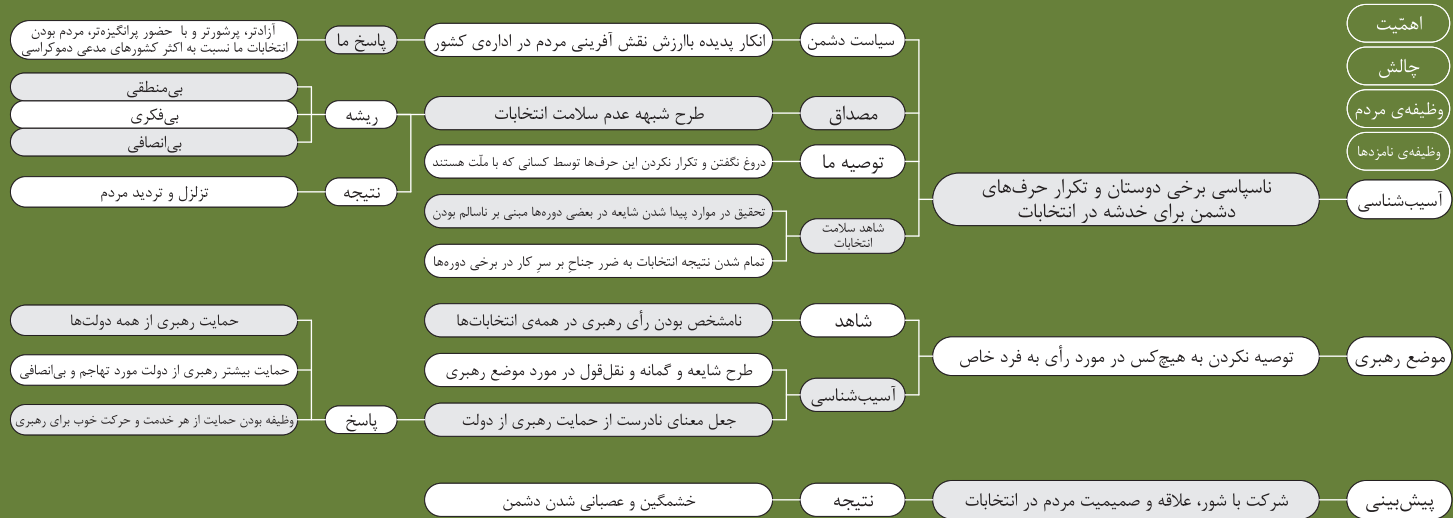 اهمّیت
چالش
وظیفه‌ی مردم
وظیفه‌ی نامزدها
آسیب‌شناسی
ناسپاسی برخی دوستان و تکرار حرف‌های
دشمن برای خدشه در انتخابات
سیاست دشمن
انکار پدیده باارزش نقش آفرینی مردم در اداره‌ی کشور
پاسخ ما
آزادتر، پرشورتر و با حضور پرانگیزه‌تر، مردم بودن
انتخابات ما نسبت به اکثر کشورهای مدعی دموکراسی
مصداق
طرح شبهه عدم سلامت انتخابات
ریشه
بی‌منطقی
بی‌فکری
بی‌انصافی
نتیجه
تزلزل و تردید مردم
توصیه ما
دروغ نگفتن و تکرار نکردن این حرف‌ها توسط کسانی که با ملّت هستند
شاهد سلامت
انتخابات
تحقیق در موارد پیدا شدن شایعه در بعضی دوره‌ها مبنی بر ناسالم بودن
تمام شدن نتیجه انتخابات به ضرر جناحِ بر سرِ کار در برخی دوره‌ها
موضع رهبری
توصیه نکردن به هیچ‌کس در مورد رأی به فرد خاص
شاهد
نامشخص بودن رأی رهبری در همه‌ی انتخابات‌ها
آسیب‌شناسی
طرح شایعه و گمانه و نقل‌قول در مورد موضع رهبری
جعل معنای نادرست از حمایت رهبری از دولت
پاسخ
حمایت رهبری از همه دولت‌ها
حمایت بیشتر رهبری از دولت مورد تهاجم و بی‌انصافی
وظیفه بودن حمایت از هر خدمت و حرکت خوب برای رهبری
پیش‌بینی
شرکت با شور، علاقه و صمیمیت مردم در انتخابات
نتیجه
خشمگین و عصبانی شدن دشمن